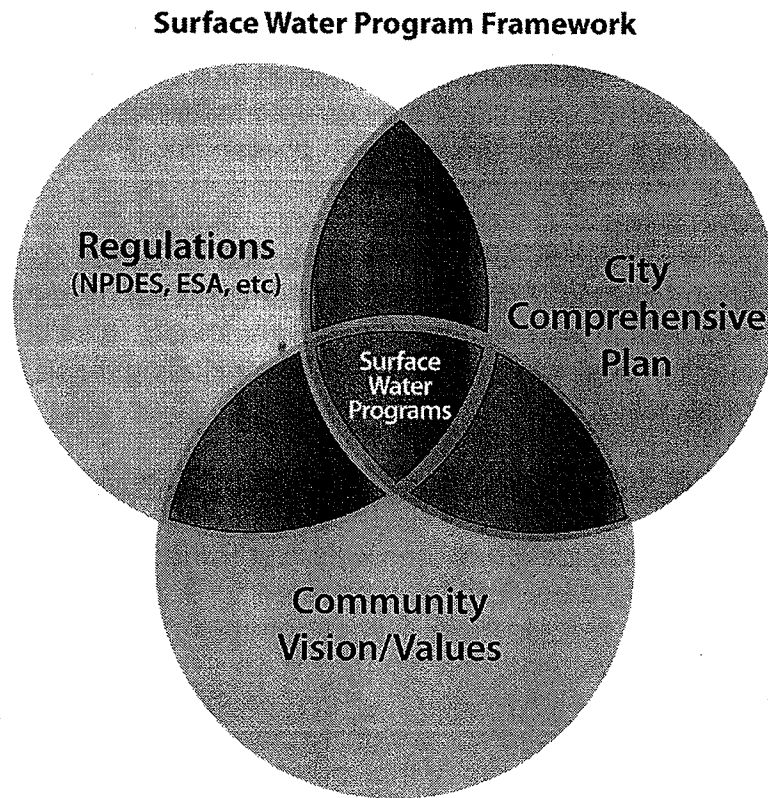 Surface Water Program Framework
Regulations
(NPDES, ESA, etc)
City
Comprehensive
Plan
Surface
Water
Programs
Community
Vision/Values